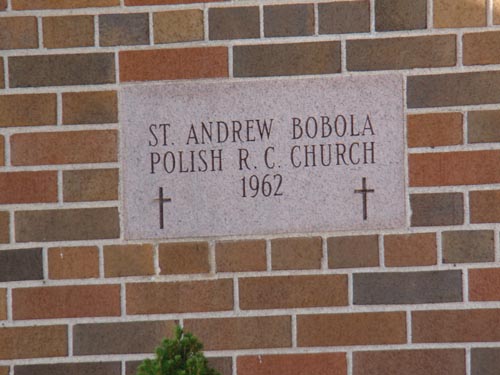 ST. ANDREW BOBOLA
POLISH R. C. CHURCH
1962